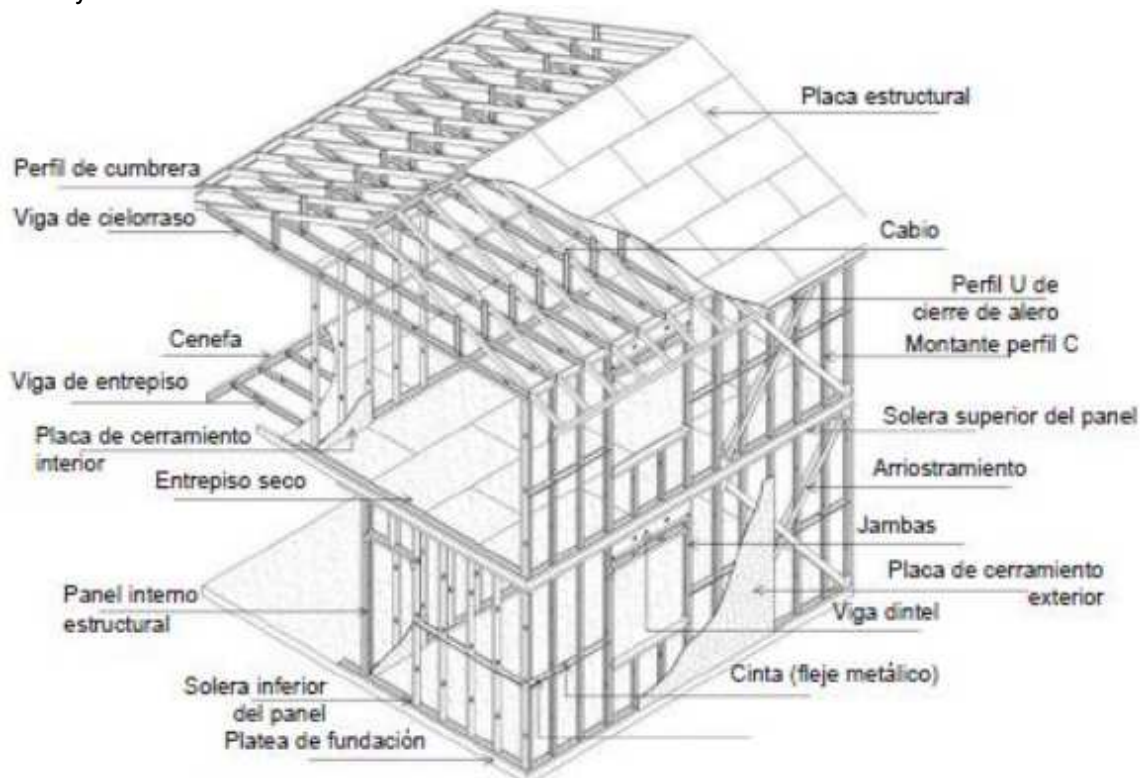 Placa estructural
Perfil de cumbrera
Viga de cielorraso
Cabio
Perfil U de
cierre de alero
Cenefa
Montante perfil C
Viga de entrepiso
Solera superior del panel
Placa de cerramiento
interior
Arriostramiento
Entrepiso seco
Jambas
Placa de cerramiento
exterior
Panel interno
estructural
Viga dintel
Cinta (fleje metálico)
Solera inferior
del panel
Platea de fundación